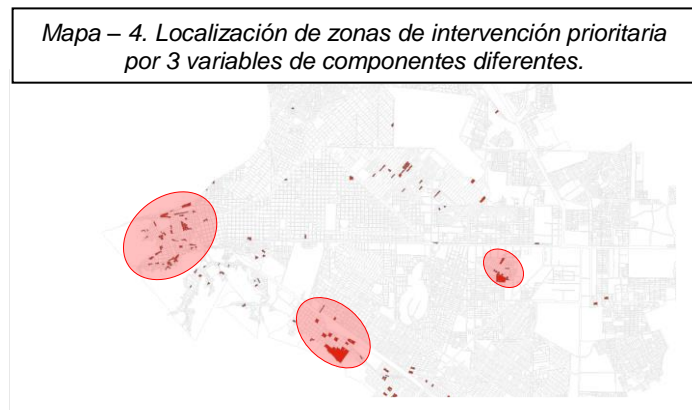 Mapa – 4. Localización de zonas de intervención prioritaria
por 3 variables de componentes diferentes.